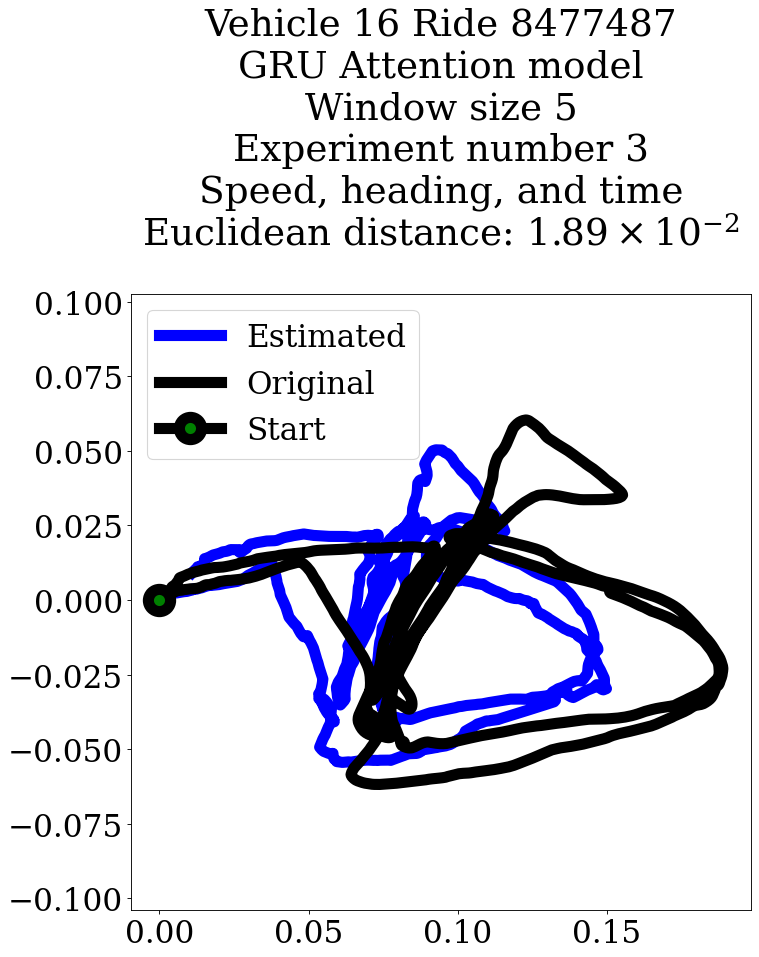 Vehicle 16 Ride 8477487
GRU Attention model
Window size 5
Experiment number 3
Speed, heading, and time
Euclidean distance: 1.89 × 10⁻²
0.100
0.075
0.050
0.025
0.000
−0.025
−0.050
−0.075
−0.100
Estimated
Original
Start
0.00 0.05 0.10 0.15